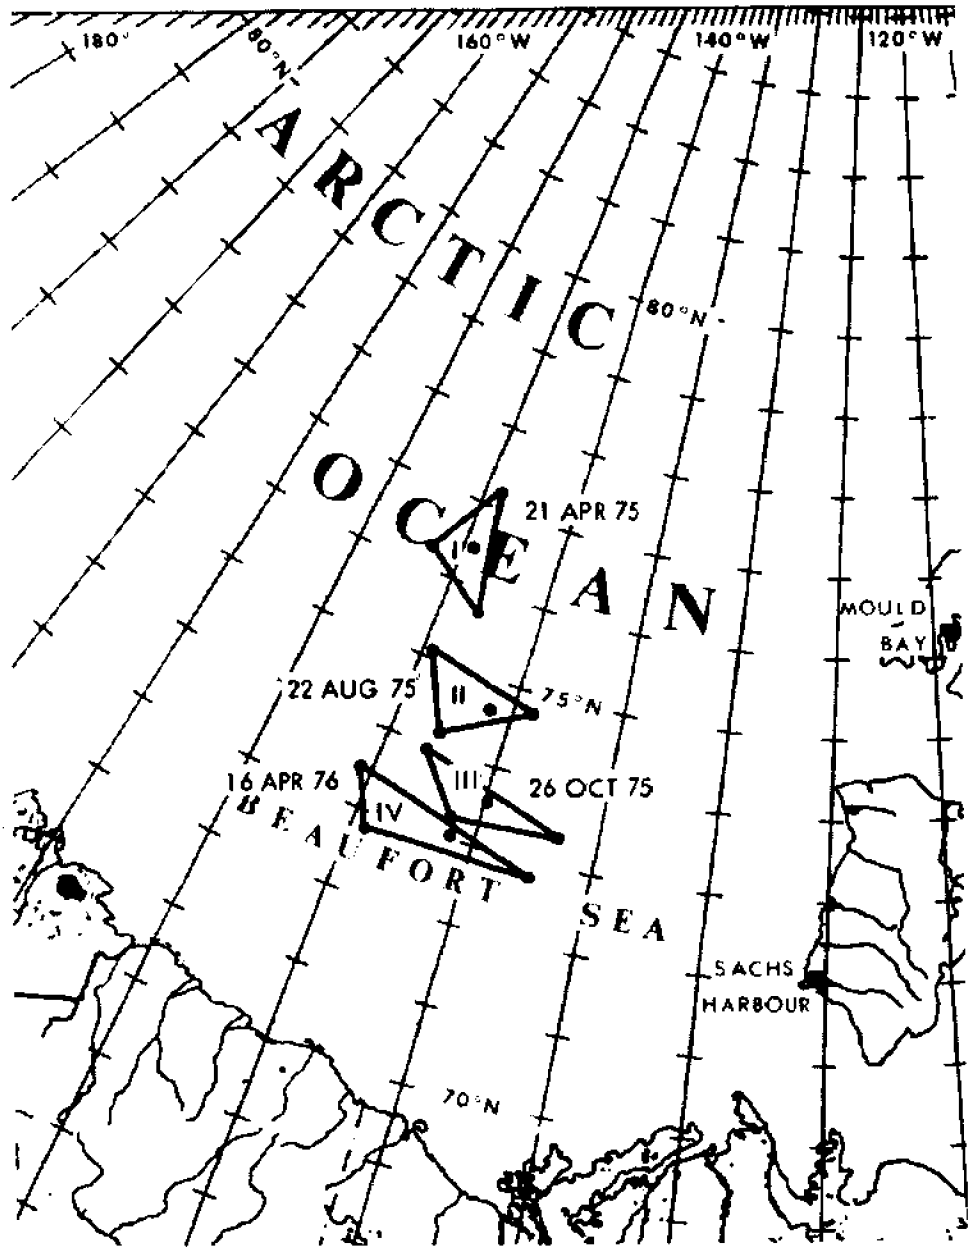 180°
80°N
160°W
140°W
120°W
ARCTIC
80°N
OCEAN
21 APR 75
I
MOULD
BAY
22 AUG 75
II
75°N
16 APR 76
III
26 OCT 75
IV
BEAUFORT
SEA
SACHS
HARBOUR
70°N